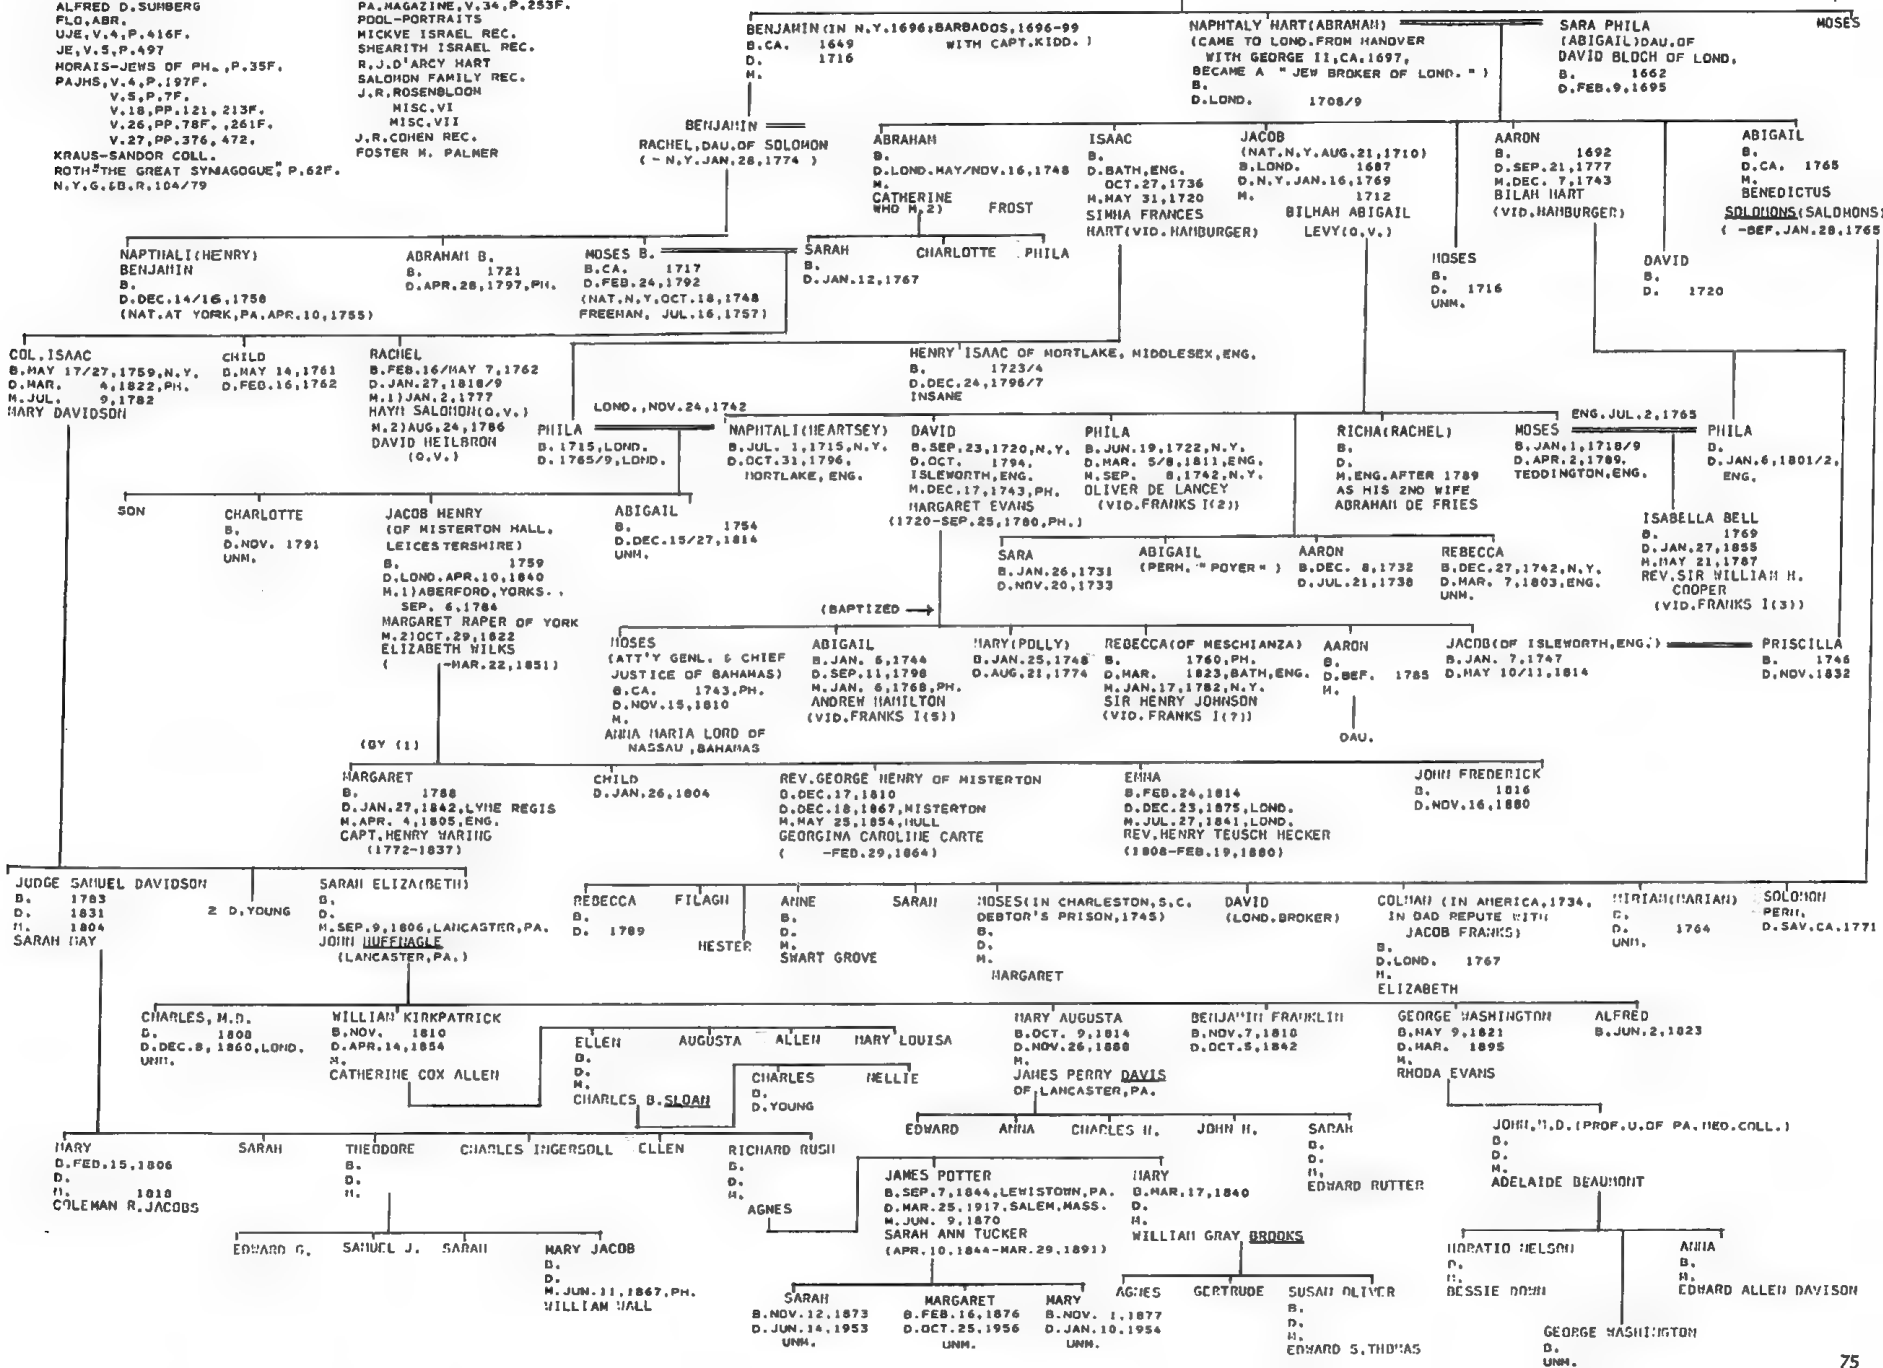 ALFRED D.SUMBERG
FLO,ABR.
UJE,V.4,P.416F.
JE,V.5,P.497
MORAIS-JEWS OF PH.,P.35F.
PAJHS,V.4,P.197F.
V.5,P.7F.
V.18,PP.121,213F.
V.26,PP.78F.,261F.
V.27,PP.376,472.
KRAUS-SANDOR COLL.
ROTH"THE GREAT SYNAGOGUE",P.62F.
N.Y.G.&B.R.104/79
PA.MAGAZINE,V.34,P.253F.
POOL-PORTRAITS
MICKVE ISRAEL REC.
SHEARITH ISRAEL REC.
R.J.D'ARCY HART
SALOMON FAMILY REC.
J.R.ROSENBLOOM
MISC.VI
MISC.VII
J.R.COHEN REC.
FOSTER M. PALMER
BENJAMIN(IN N.Y.1696;BARBADOS,1696-99
WITH CAPT.KIDD.)
B.CA. 1649
D. 1716
M.
NAPHTALY HART(ABRAHAM)
(CAME TO LOND.FROM HANOVER
WITH GEORGE II,CA.1697,
BECAME A "JEW BROKER OF LOND.")
B.
D.LOND. 1708/9
SARA PHILA
(ABIGAIL)DAU.OF
DAVID BLOCH OF LOND.
B. 1662
D.FEB.9,1695
MOSES
BENJAMIN
RACHEL,DAU.OF SOLOMON
( - N.Y.JAN.28,1774 )
ABRAHAM
B.
D.LOND.MAY/NOV.16,1748
M.
CATHERINE
WHO M.2) FROST
ISAAC
B.
D.BATH,ENG.
OCT.27,1736
M.MAY 31,1720
SIMHA FRANCES
HART(VID.HAMBURGER)
JACOB
(NAT.N.Y.AUG.21,1710)
B.LOND. 1687
D.N.Y.JAN.16,1769
M. 1712
BILHAH ABIGAIL
LEVY(Q.V.)
MOSES
B.
D. 1716
UNM.
AARON
B. 1692
D.SEP.21,1777
M.DEC. 7,1743
BILAH HART
(VID.HAMBURGER)
DAVID
B.
D. 1720
ABIGAIL
B.
D.CA. 1765
M.
BENEDICTUS
SOLOMONS(SALOMONS)
( -BEF.JAN.28,1765
NAPTHALI(HENRY)
BENJAMIN
B.
D.DEC.14/16,1758
(NAT.AT YORK,PA.APR.10,1755)
ABRAHAM B.
B. 1721
D.APR.28,1797,PH.
MOSES B.
B.CA. 1717
D.FEB.24,1792
(NAT.N.Y.OCT.18,1748
FREEMAN, JUL.16,1757)
SARAH
B.
D.JAN.12,1767
CHARLOTTE
PHILA
COL.ISAAC
B.MAY 17/27,1759,N.Y.
D.MAR. 4,1822,PH.
M.JUL. 9,1782
MARY DAVIDSON
CHILD
B.MAY 14,1761
D.FEB.16,1762
RACHEL
B.FEB.16/MAY 7,1762
D.JAN.27,1818/9
M.1)JAN.2,1777
HAYM SALOMON(Q.V.)
M.2)AUG.24,1786
DAVID HEILBRON
(Q.V.)
HENRY ISAAC OF MORTLAKE, MIDDLESEX,ENG.
B. 1723/4
D.DEC.24,1796/7
INSANE
LOND.,NOV.24,1742
PHILA
B.1715,LOND.
D.1765/9,LOND.
NAPHTALI(HEARTSEY)
B.JUL. 1,1715,N.Y.
D.OCT.31,1796,
MORTLAKE, ENG.
DAVID
B.SEP.23,1720,N.Y.
D.OCT. 1794,
ISLEWORTH,ENG.
M.DEC.17,1743,PH.
MARGARET EVANS
(1720-SEP.25,1780,PH.)
PHILA
B.JUN.19,1722,N.Y.
D.MAR. 5/8,1811,ENG.
M.SEP. 8,1742,N.Y.
OLIVER DE LANCEY
(VID.FRANKS I(2))
RICHA(RACHEL)
B.
D.
M.ENG.AFTER 1789
AS HIS 2ND WIFE
ABRAHAM DE FRIES
ENG.JUL.2,1765
MOSES
B.JAN.1,1718/9
D.APR.2,1789,
TEDDINGTON,ENG.
PHILA
B.
D.JAN.6,1801/2,
ENG.
SON
CHARLOTTE
B.
D.NOV. 1791
UNM.
JACOB HENRY
(OF MISTERTON HALL,
LEICESTERSHIRE)
B. 1759
D.LOND.APR.10,1840
M.1)ABERFORD,YORKS.,
SEP. 6,1784
MARGARET RAPER OF YORK
M.2)OCT.29,1822
ELIZABETH WILKS
( -MAR.22,1851)
ABIGAIL
B. 1754
D.DEC.15/27,1814
UNM.
SARA
B.JAN.26,1731
D.NOV.20,1733
ABIGAIL
(PERH."POYER")
AARON
B.DEC. 8,1732
D.JUL.21,1738
REBECCA
B.DEC.27,1742,N.Y.
D.MAR. 7,1803,ENG.
UNM.
ISABELLA BELL
B. 1769
D.JAN.27,1855
M.MAY 21,1787
REV.SIR WILLIAM H.
COOPER
(VID.FRANKS I(3))
(BAPTIZED →
MOSES
(ATT'Y GENL. & CHIEF
JUSTICE OF BAHAMAS)
B.CA. 1743,PH.
D.NOV.15,1810
M.
ANNA MARIA LORD OF
NASSAU,BAHAMAS
ABIGAIL
B.JAN. 6,1744
D.SEP.11,1798
M.JAN. 6,1768,PH.
ANDREW HAMILTON
(VID.FRANKS I(5))
MARY(POLLY)
B.JAN.25,1748
D.AUG.21,1774
REBECCA(OF MESCHIANZA)
B. 1760,PH.
D.MAR. 1823,BATH,ENG.
M.JAN.17,1782,N.Y.
SIR HENRY JOHNSON
(VID.FRANKS I(7))
AARON
B.
D.BEF. 1785
M.
DAU.
JACOB(OF ISLEWORTH,ENG.)
B.JAN. 7,1747
D.MAY 10/11,1814
PRISCILLA
B. 1746
D.NOV.1832
(BY (1)
MARGARET
B. 1788
D.JAN.27,1842,LYME REGIS
M.APR. 4,1805,ENG.
CAPT.HENRY WARING
(1772-1837)
CHILD
D.JAN.26,1804
REV.GEORGE HENRY OF MISTERTON
B.DEC.17,1810
D.DEC.18,1867,MISTERTON
M.MAY 25,1854,HULL
GEORGINA CAROLINE CARTE
( -FEB.29,1864)
EMMA
B.FEB.24,1814
D.DEC.23,1875,LOND.
M.JUL.27,1841,LOND.
REV.HENRY TEUSCH HECKER
(1808-FEB.19,1880)
JOHN FREDERICK
B. 1816
D.NOV.16,1880
JUDGE SAMUEL DAVIDSON
B. 1783
D. 1831
M. 1804
SARAH MAY
2 D.YOUNG
SARAH ELIZA(BETH)
B.
D.
M.SEP.9,1806,LANCASTER,PA.
JOHN HUFFNAGLE
(LANCASTER,PA.)
REBECCA
B.
D. 1789
FILAGH
HESTER
ANNE
B.
D.
M.
SWART GROVE
SARAH
MOSES(IN CHARLESTON,S.C.
DEBTOR'S PRISON,1745)
B.
D.
M.
MARGARET
DAVID
(LOND.BROKER)
COLMAN (IN AMERICA,1734,
IN BAD REPUTE WITH
JACOB FRANKS)
B.
D.LOND. 1767
M.
ELIZABETH
MIRIAM(MARIAN)
B.
D. 1764
UNM.
SOLOMON
PERH.
D.SAV.CA.1771
CHARLES,M.D.
B. 1808
D.DEC.8, 1860,LOND.
UNM.
WILLIAM KIRKPATRICK
B.NOV. 1810
D.APR.14,1854
M.
CATHERINE COX ALLEN
ELLEN
B.
D.
M.
CHARLES B.SLOAN
AUGUSTA
ALLEN
MARY LOUISA
CHARLES
B.
D.YOUNG
NELLIE
MARY AUGUSTA
B.OCT. 9,1814
D.NOV.26,1888
M.
JAMES PERRY DAVIS
OF LANCASTER,PA.
BENJAMIN FRANKLIN
B.NOV.7,1818
D.OCT.5,1842
GEORGE WASHINGTON
B.MAY 9,1821
D.MAR. 1895
M.
RHODA EVANS
ALFRED
B.JUN.2,1823
EDWARD
ANNA
CHARLES H.
JOHN H.
SARAH
B.
D.
M.
EDWARD RUTTER
JOHN,M.D.(PROF.U.OF PA.MED.COLL.)
B.
D.
M.
ADELAIDE BEAUMONT
MARY
B.FEB.15,1806
D.
M. 1818
COLEMAN R.JACOBS
SARAH
THEODORE
B.
D.
M.
CHARLES INGERSOLL
ELLEN
RICHARD RUSH
B.
D.
M.
AGNES
JAMES POTTER
B.SEP.7,1844,LEWISTOWN,PA.
D.MAR.25,1917,SALEM,MASS.
M.JUN. 9,1870
SARAH ANN TUCKER
(APR.10,1844-MAR.29,1891)
MARY
B.MAR.17,1840
D.
M.
WILLIAM GRAY BROOKS
EDWARD G.
SAMUEL J.
SARAH
MARY JACOB
B.
D.
M.JUN.11,1867,PH.
WILLIAM WALL
SARAH
B.NOV.12,1873
D.JUN.14,1953
UNM.
MARGARET
B.FEB.16,1876
D.OCT.25,1956
UNM.
MARY
B.NOV. 1,1877
D.JAN.10,1954
UNM.
AGNES
GERTRUDE
SUSAN OLIVER
B.
D.
M.
EDWARD S.THOMAS
HORATIO NELSON
B.
M.
BESSIE DOWN
ANNA
B.
M.
EDWARD ALLEN DAVISON
GEORGE WASHINGTON
B.
UNM.
75